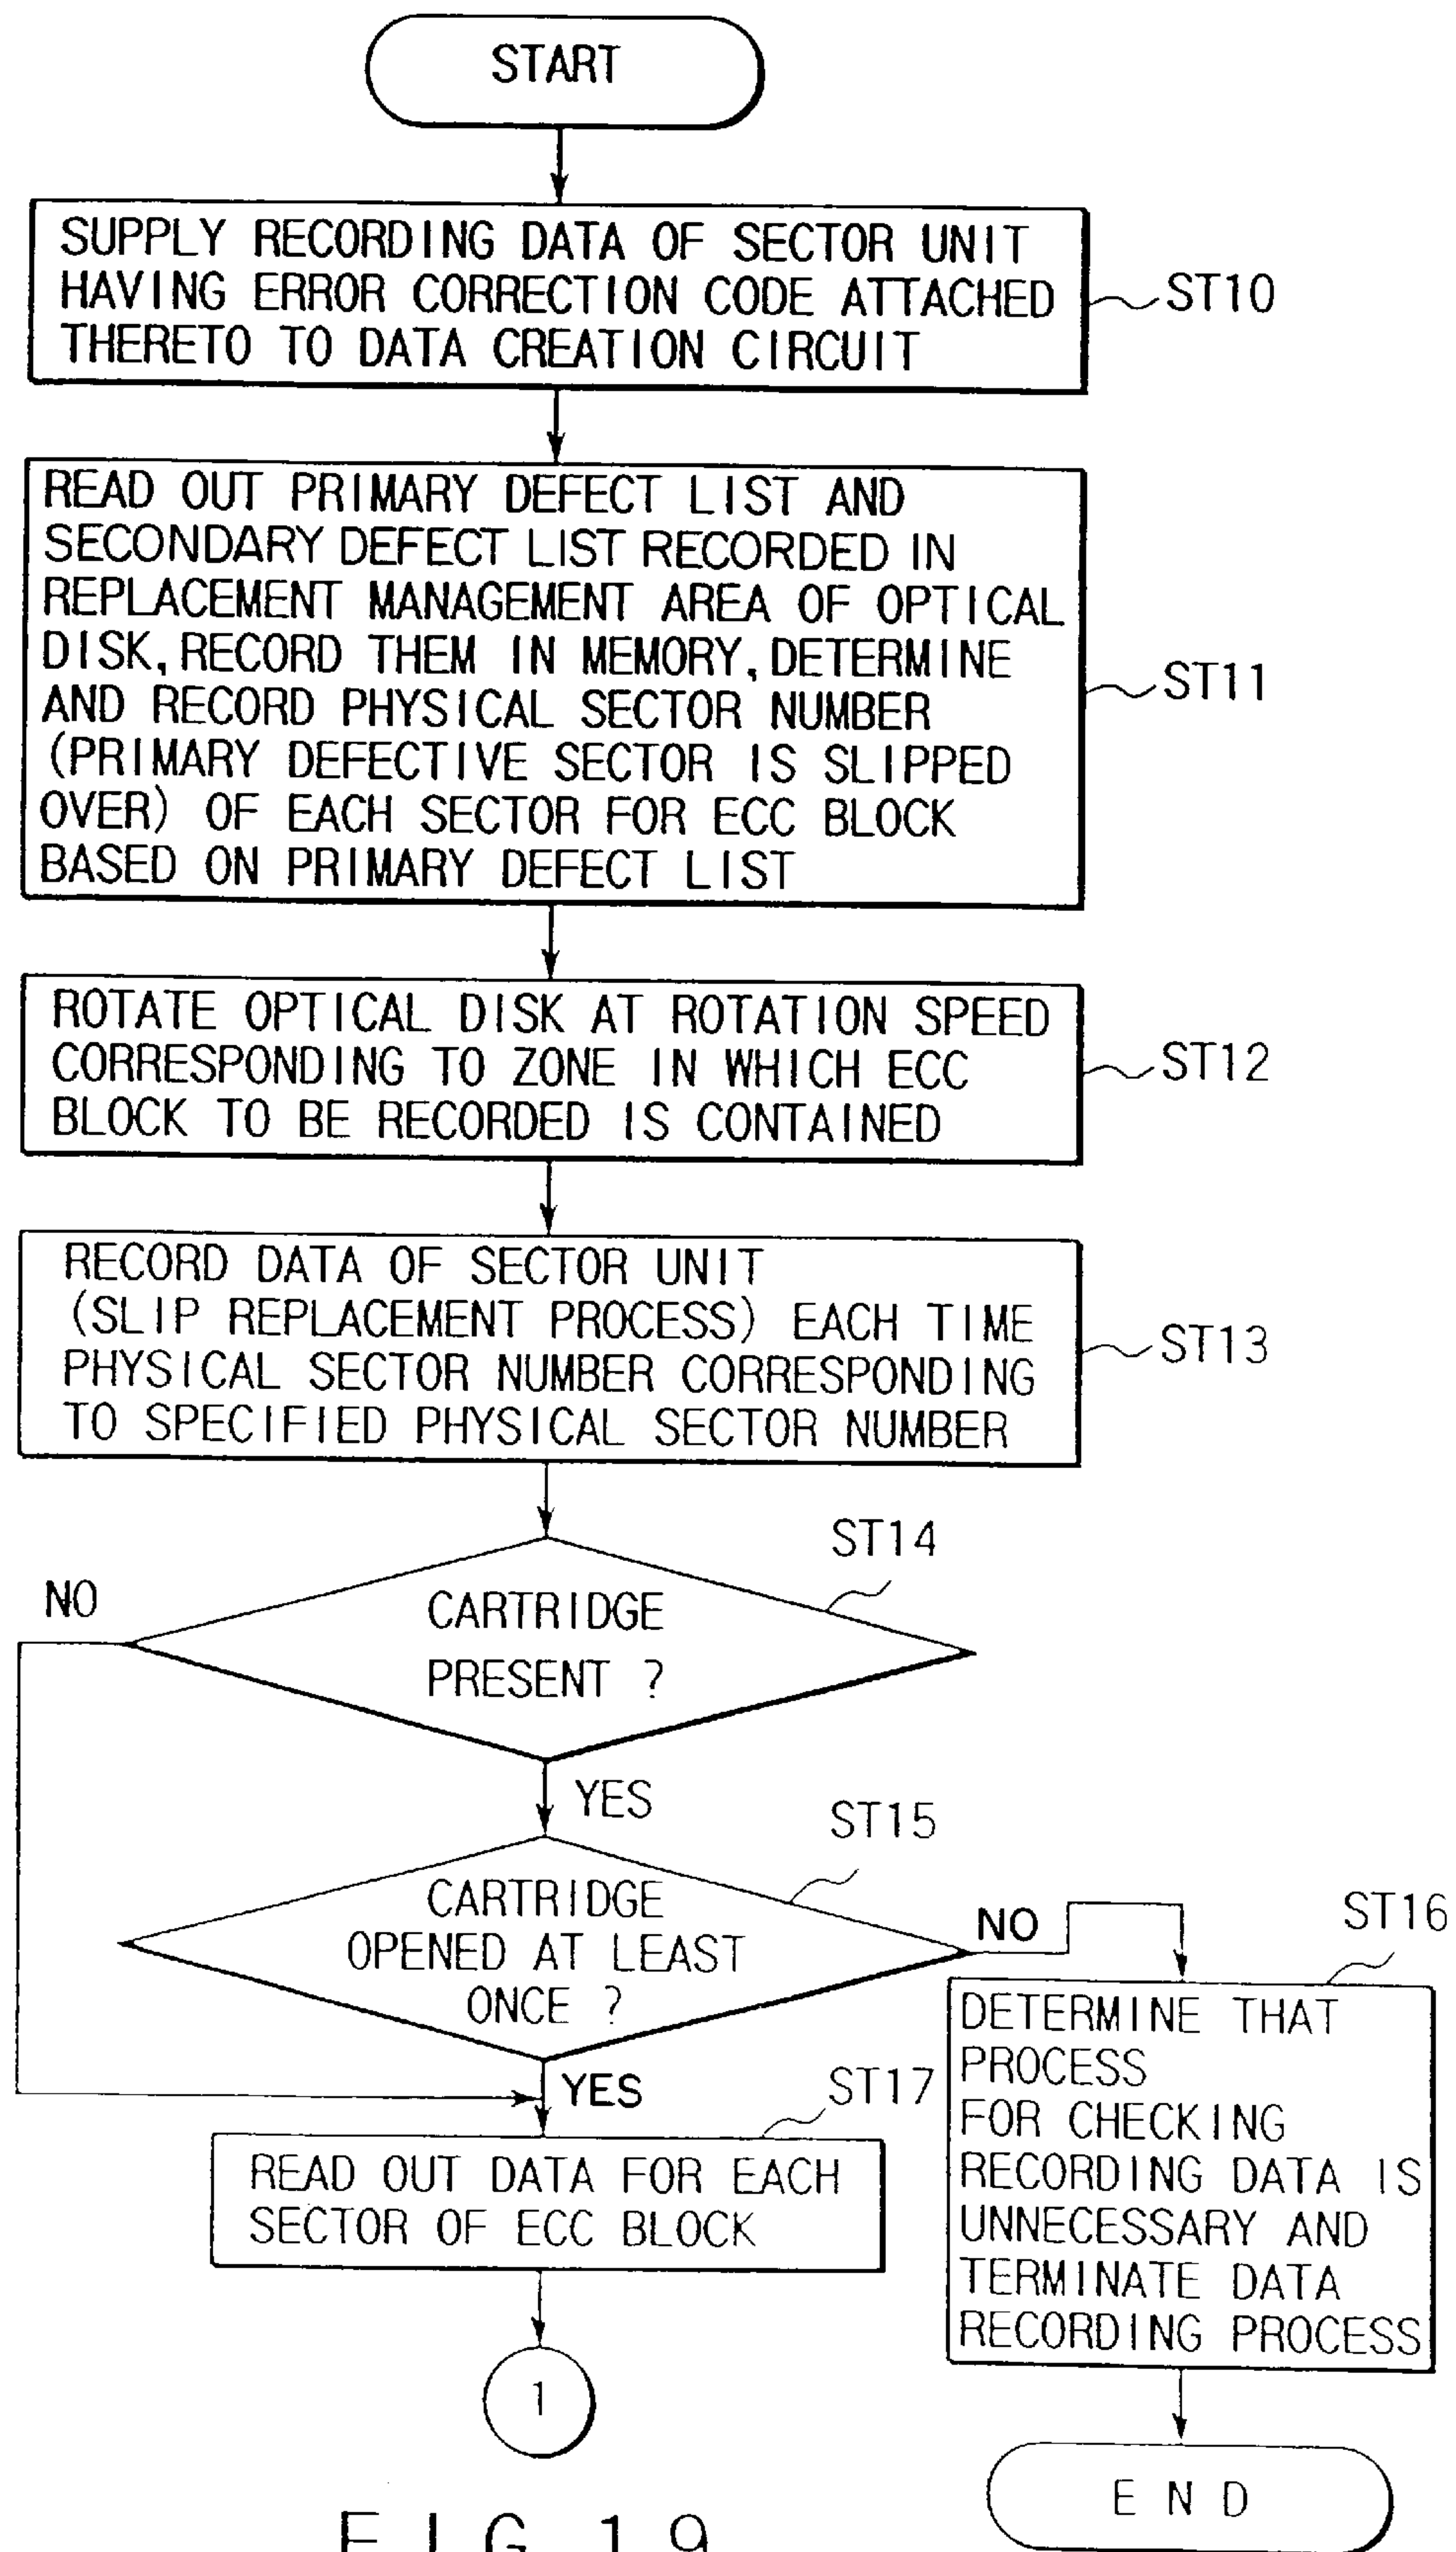 START
SUPPLY RECORDING DATA OF SECTOR UNIT
HAVING ERROR CORRECTION CODE ATTACHED
THERETO TO DATA CREATION CIRCUIT
ST10
READ OUT PRIMARY DEFECT LIST AND
SECONDARY DEFECT LIST RECORDED IN
REPLACEMENT MANAGEMENT AREA OF OPTICAL
DISK, RECORD THEM IN MEMORY, DETERMINE
AND RECORD PHYSICAL SECTOR NUMBER
(PRIMARY DEFECTIVE SECTOR IS SLIPPED
OVER) OF EACH SECTOR FOR ECC BLOCK
BASED ON PRIMARY DEFECT LIST
ST11
ROTATE OPTICAL DISK AT ROTATION SPEED
CORRESPONDING TO ZONE IN WHICH ECC
BLOCK TO BE RECORDED IS CONTAINED
ST12
RECORD DATA OF SECTOR UNIT
(SLIP REPLACEMENT PROCESS) EACH TIME
PHYSICAL SECTOR NUMBER CORRESPONDING
TO SPECIFIED PHYSICAL SECTOR NUMBER
ST13
ST14
NO
CARTRIDGE
PRESENT ?
YES
ST15
CARTRIDGE
OPENED AT LEAST
ONCE ?
NO
ST16
DETERMINE THAT
PROCESS
FOR CHECKING
RECORDING DATA IS
UNNECESSARY AND
TERMINATE DATA
RECORDING PROCESS
YES
ST17
READ OUT DATA FOR EACH
SECTOR OF ECC BLOCK
1
END
FIG. 19